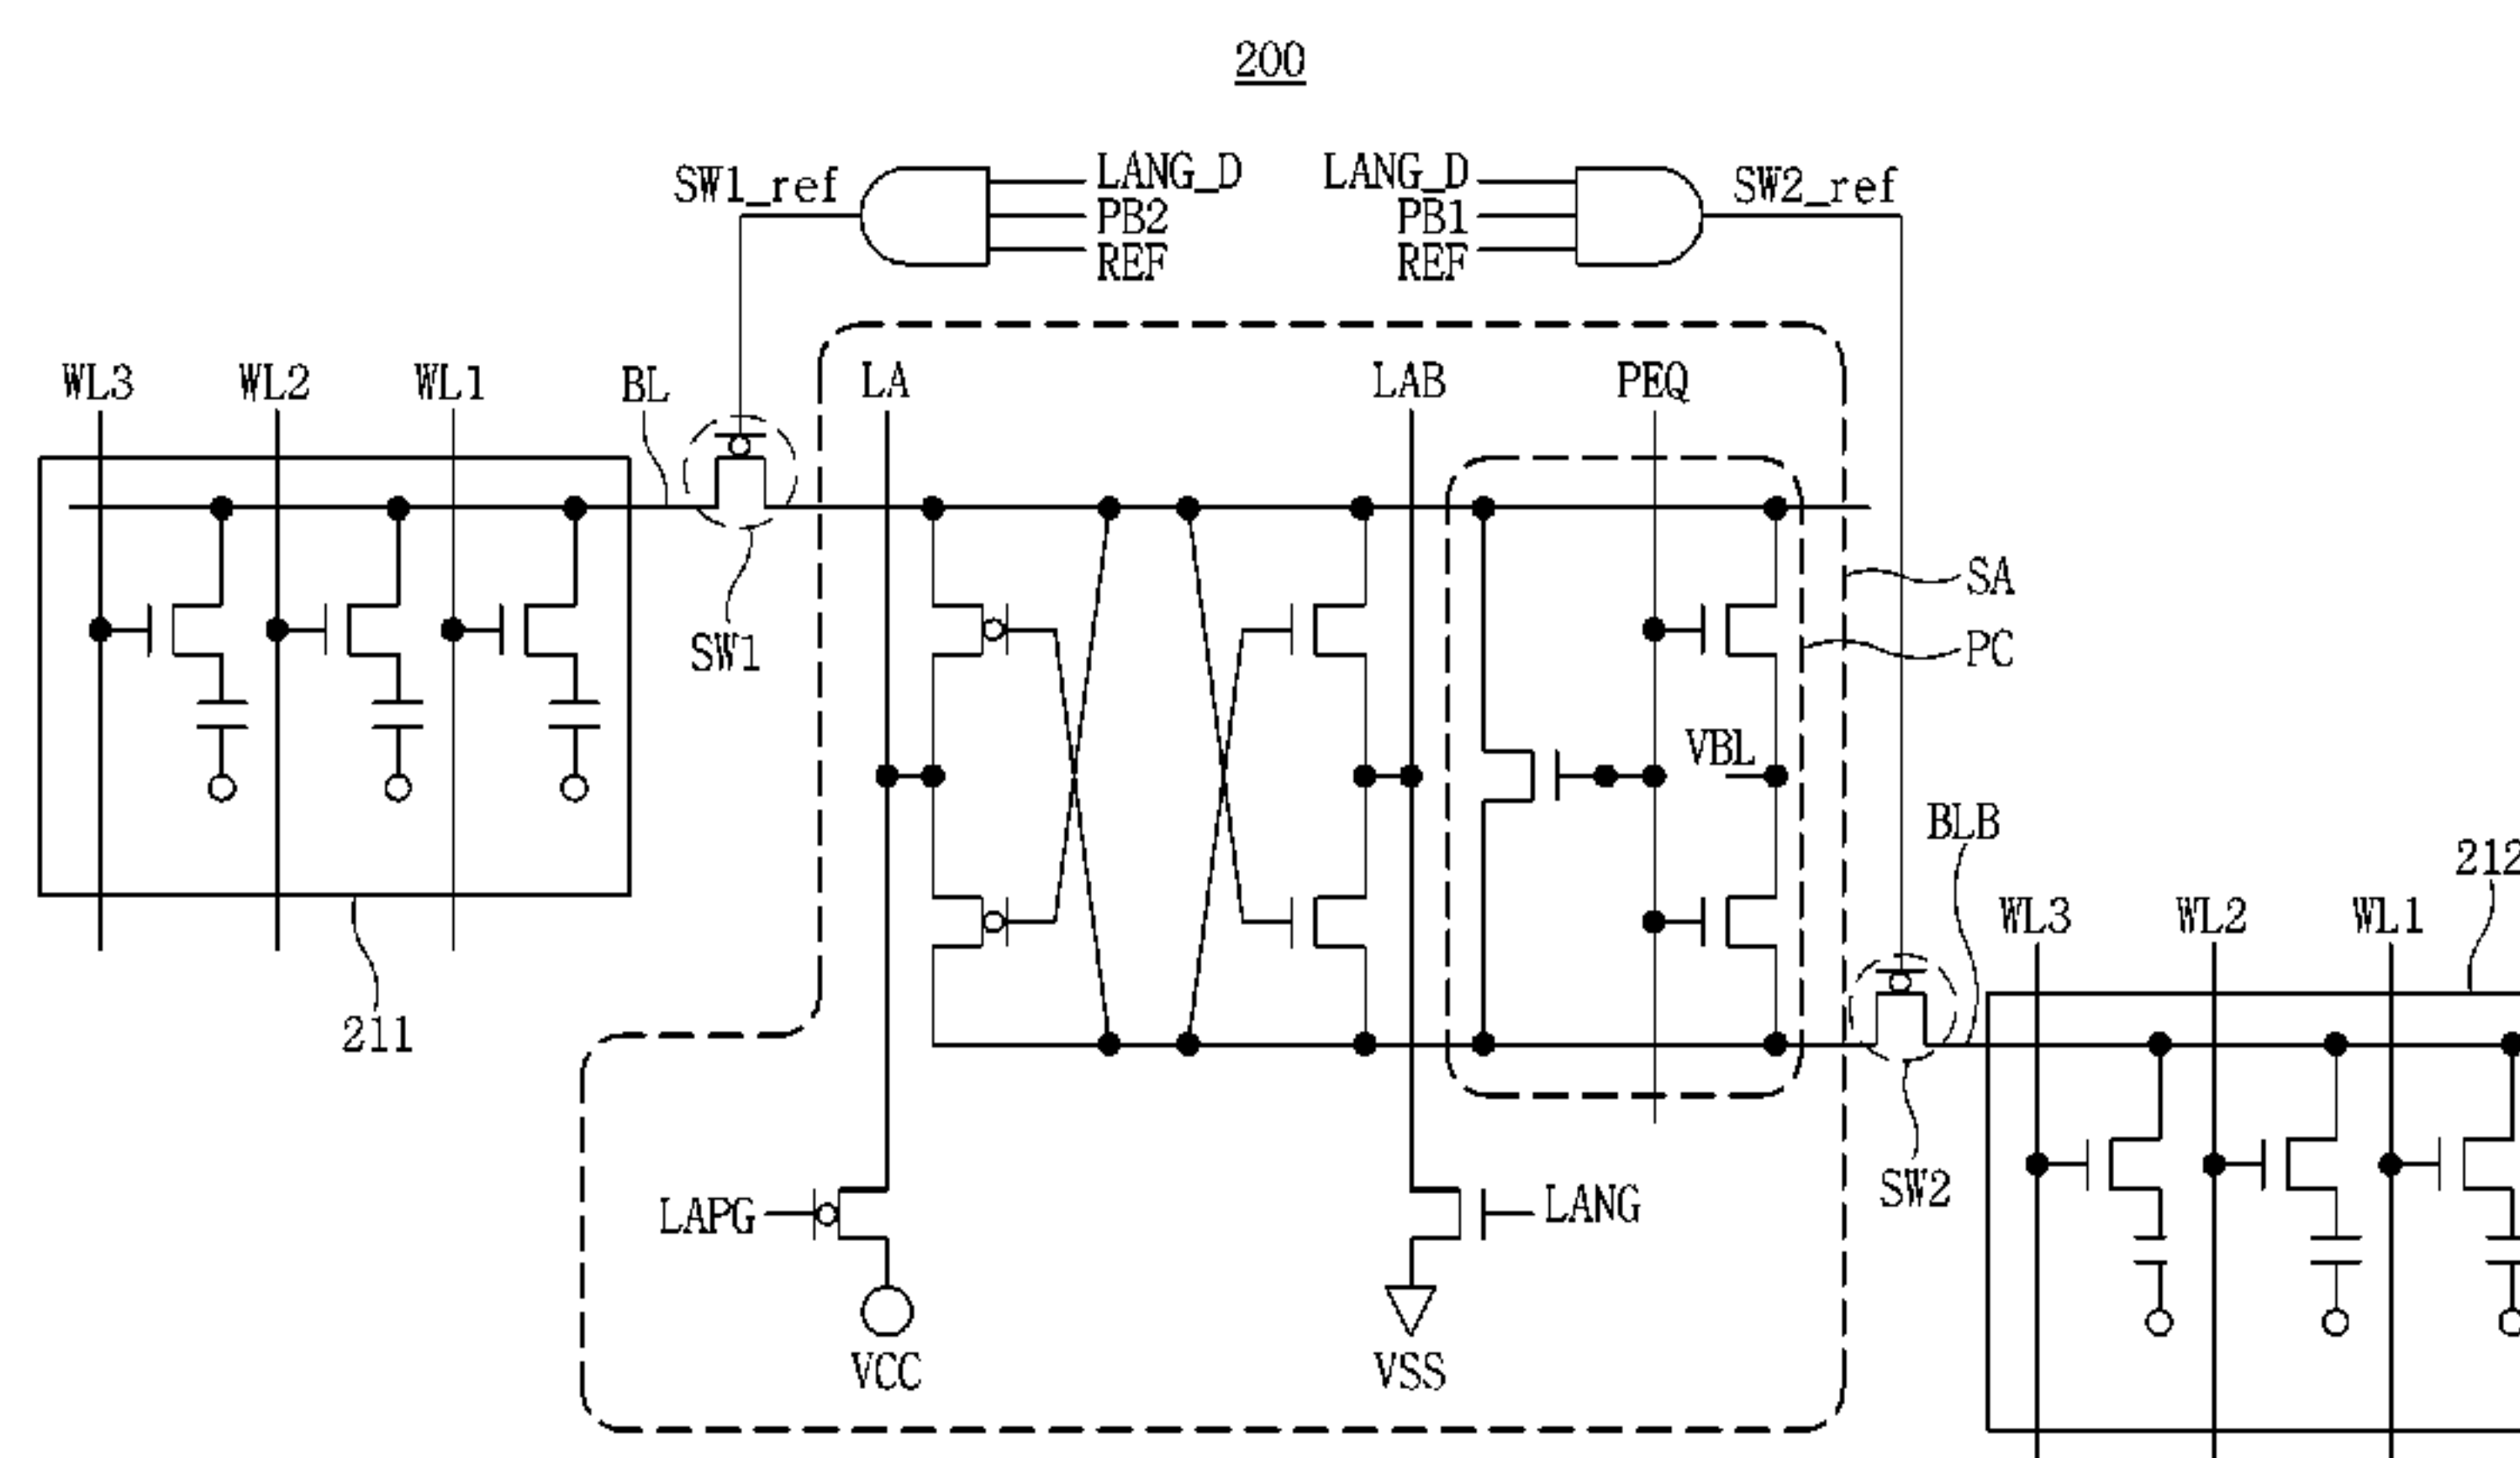 200
SW1_ref
LANG_D
PB2
REF
LANG_D
PB1
REF
SW2_ref
WL3 WL2 WL1 BL LA LAB PEQ
SW1
SA
PC
VBL
BLB
212
WL3 WL2 WL1
211
SW2
LAPG
LANG
VCC
VSS